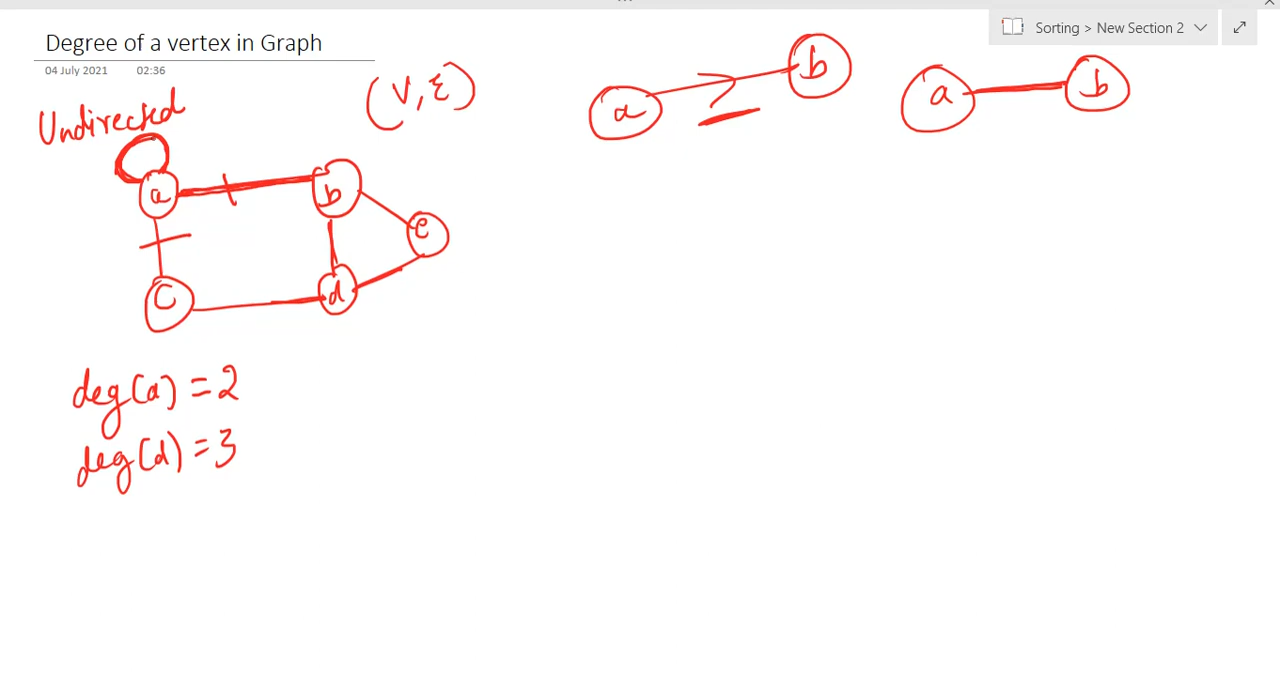 Sorting > New Section 2
Degree of a vertex in Graph
04 July 2021 02:36
Undirected
(V, E)
a b
a b
a b
e
c d
deg(a) = 2
deg(d) = 3